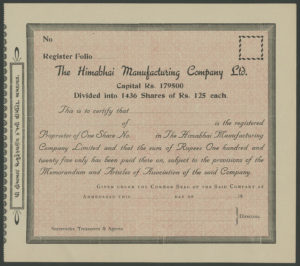 No
Register Folio
The Himabhai Manufacturing Company Ltd.
Capital Rs. 179500
Divided into 1436 Shares of Rs. 125 each.
This is to certify that
of is the registered
Proprietor of One Share No. in The Himabhai Manufacturing
Company Limited and that the sum of Rupees One hundred and
twenty five only has been paid there on, subject to the provisions of the
Memorandum and Articles of Association of the said Company.
Given under the Common Seal of the said Company at
Ahmedabad this day of 19
Directors.
Secretaries, Treasurers & Agents